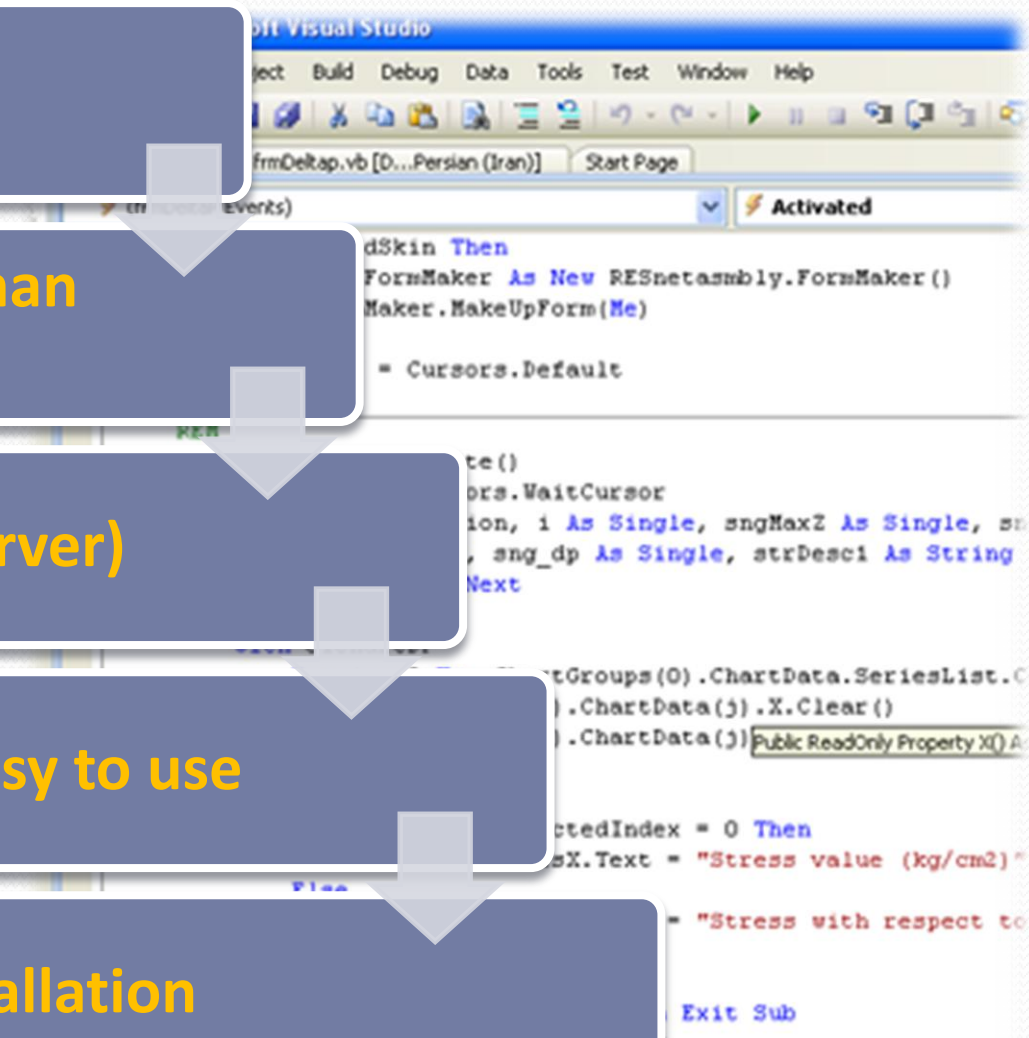 oft Visual Studio
ject Build Debug Data Tools Test Window Help
frmDeltap.vb [D...Persian (Iran)] Start Page
Events) Activated
dSkin Then
FormMaker As New RESnetasmbly.FormMaker()
Maker.MakeUpForm(Me)
nan
= Cursors.Default
REM
te()
ors.WaitCursor
ion, i As Single, sngMaxZ As Single, sn
rver)
, sng_dp As Single, strDesc1 As String
Next
tGroups(0).ChartData.SeriesList.C
).ChartData(j).X.Clear()
).ChartData(j) Public ReadOnly Property X() A
sy to use
ctedIndex = 0 Then
sX.Text = "Stress value (kg/cm2)"
Else
= "Stress with respect to
allation
Exit Sub